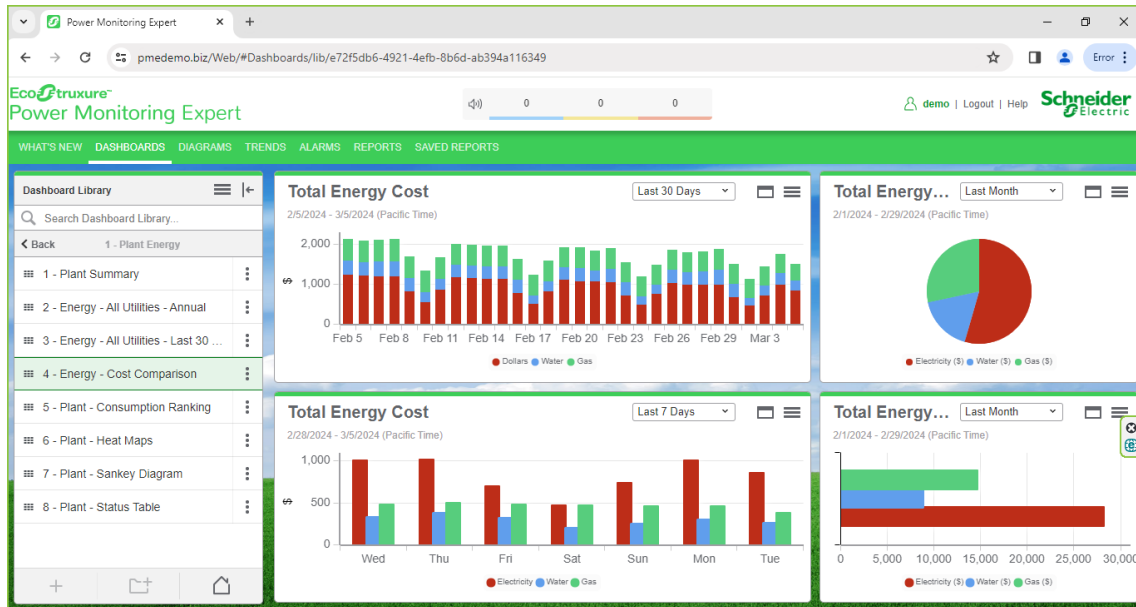 Power Monitoring Expert
pmedemo.biz/Web/#Dashboards/lib/e72f5db6-4921-4efb-8b6d-ab394a116349
Error
EcoStruxure™
Power Monitoring Expert
0 0 0
demo | Logout | Help
Schneider Electric
WHAT'S NEW DASHBOARDS DIAGRAMS TRENDS ALARMS REPORTS SAVED REPORTS
Dashboard Library
Search Dashboard Library...
Back 1 - Plant Energy
1 - Plant Summary
2 - Energy - All Utilities - Annual
3 - Energy - All Utilities - Last 30 ...
4 - Energy - Cost Comparison
5 - Plant - Consumption Ranking
6 - Plant - Heat Maps
7 - Plant - Sankey Diagram
8 - Plant - Status Table
Total Energy Cost
Last 30 Days
2/5/2024 - 3/5/2024 (Pacific Time)
$
2,000
1,000
0
Feb 5 Feb 8 Feb 11 Feb 14 Feb 17 Feb 20 Feb 23 Feb 26 Feb 29 Mar 3
Dollars Water Gas
Total Energy...
Last Month
2/1/2024 - 2/29/2024 (Pacific Time)
Electricity ($) Water ($) Gas ($)
Total Energy Cost
Last 7 Days
2/28/2024 - 3/5/2024 (Pacific Time)
$
1,000
500
0
Wed Thu Fri Sat Sun Mon Tue
Electricity Water Gas
Total Energy...
Last Month
2/1/2024 - 2/29/2024 (Pacific Time)
0 5,000 10,000 15,000 20,000 25,000 30,000
Electricity ($) Water ($) Gas ($)